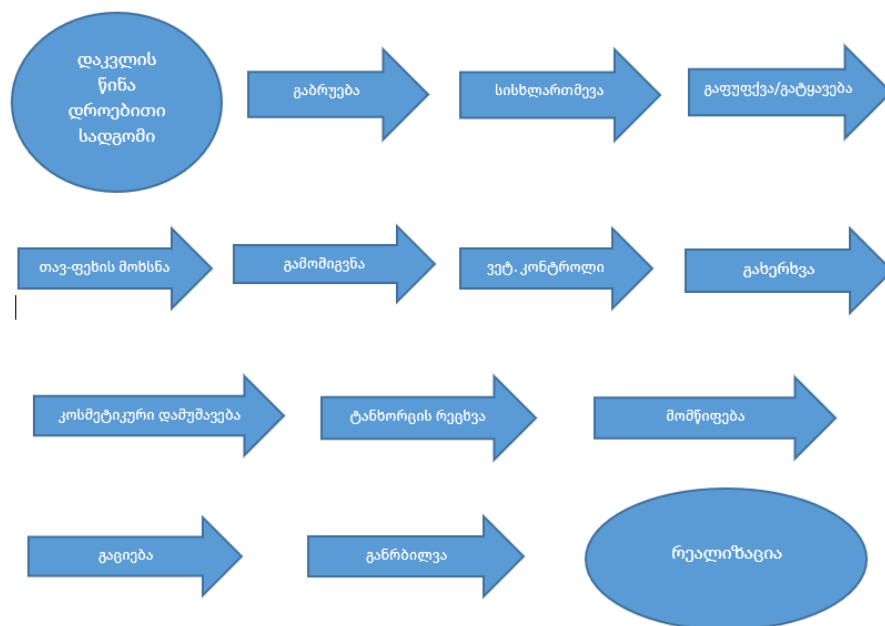 დაკვლის
წინა
დროებითი
სადგომი
გაბრუება
სისხლართმევა
გაფუფქვა/გატყავება
თავ-ფეხის მოხსნა
გამოშიგვნა
ვეტ. კონტროლი
გახერხვა
კოსმეტიკური დამუშავება
ტანხორცის რეცხვა
მომწიფება
გაციება
განრბილვა
რეალიზაცია